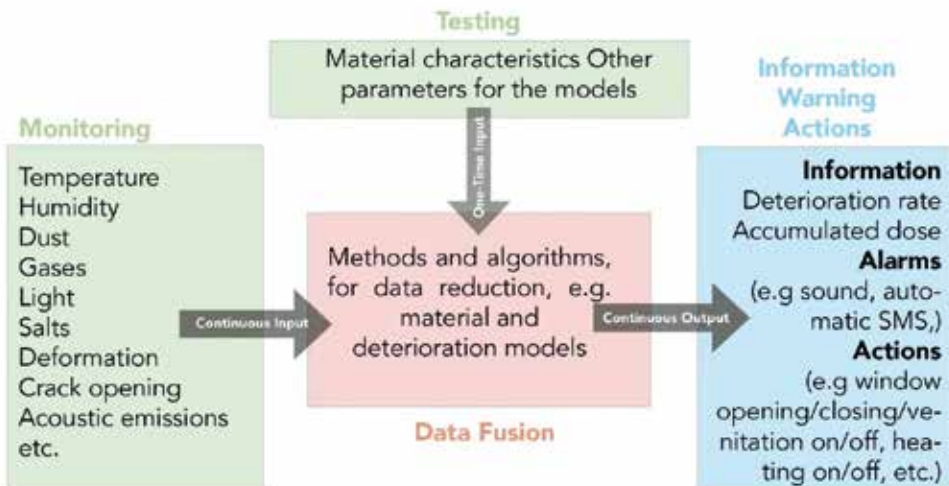 Testing
Material characteristics Other
parameters for the models
Information
Warning
Actions
Monitoring
Temperature
Humidity
Dust
Gases
Light
Salts
Deformation
Crack opening
Acoustic emissions
etc.
One-Time Input
Continuous Input
Methods and algorithms,
for data reduction, e.g.
material and
deterioration models
Data Fusion
Continuous Output
Information
Deterioration rate
Accumulated dose
Alarms
(e.g sound, auto-
matic SMS,)
Actions
(e.g window
opening/closing/ve-
nitation on/off, hea-
ting on/off, etc.)